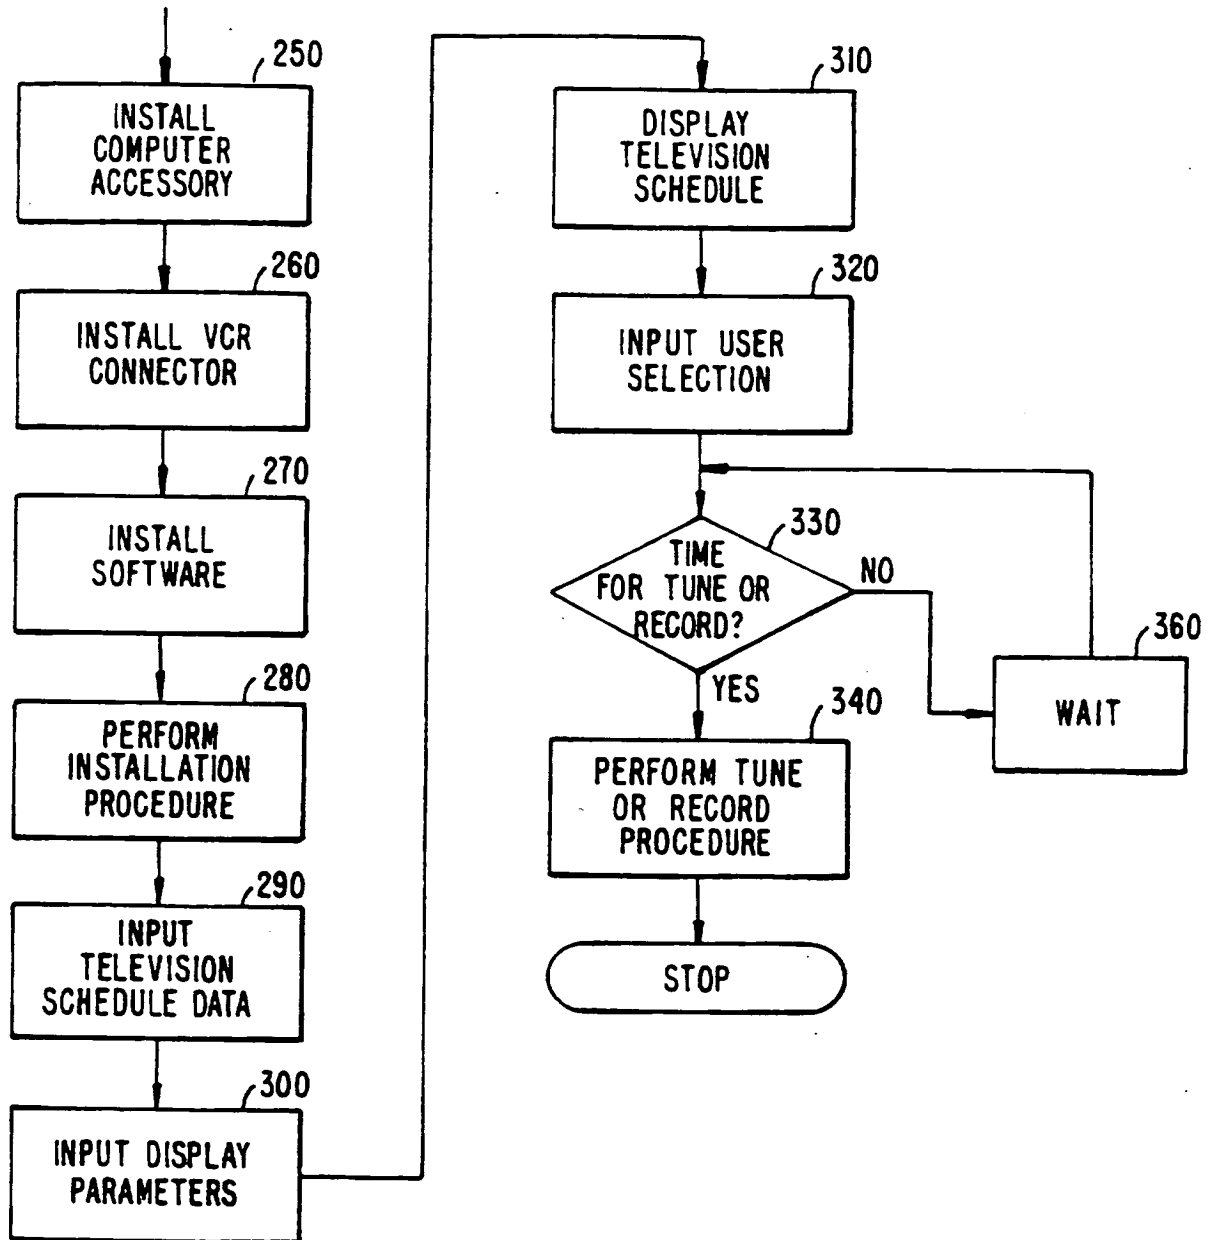 250
INSTALL
COMPUTER
ACCESSORY
260
INSTALL VCR
CONNECTOR
270
INSTALL
SOFTWARE
280
PERFORM
INSTALLATION
PROCEDURE
290
INPUT
TELEVISION
SCHEDULE DATA
300
INPUT DISPLAY
PARAMETERS
310
DISPLAY
TELEVISION
SCHEDULE
320
INPUT USER
SELECTION
330
TIME
FOR TUNE OR
RECORD?
NO
YES
360
WAIT
340
PERFORM TUNE
OR RECORD
PROCEDURE
STOP